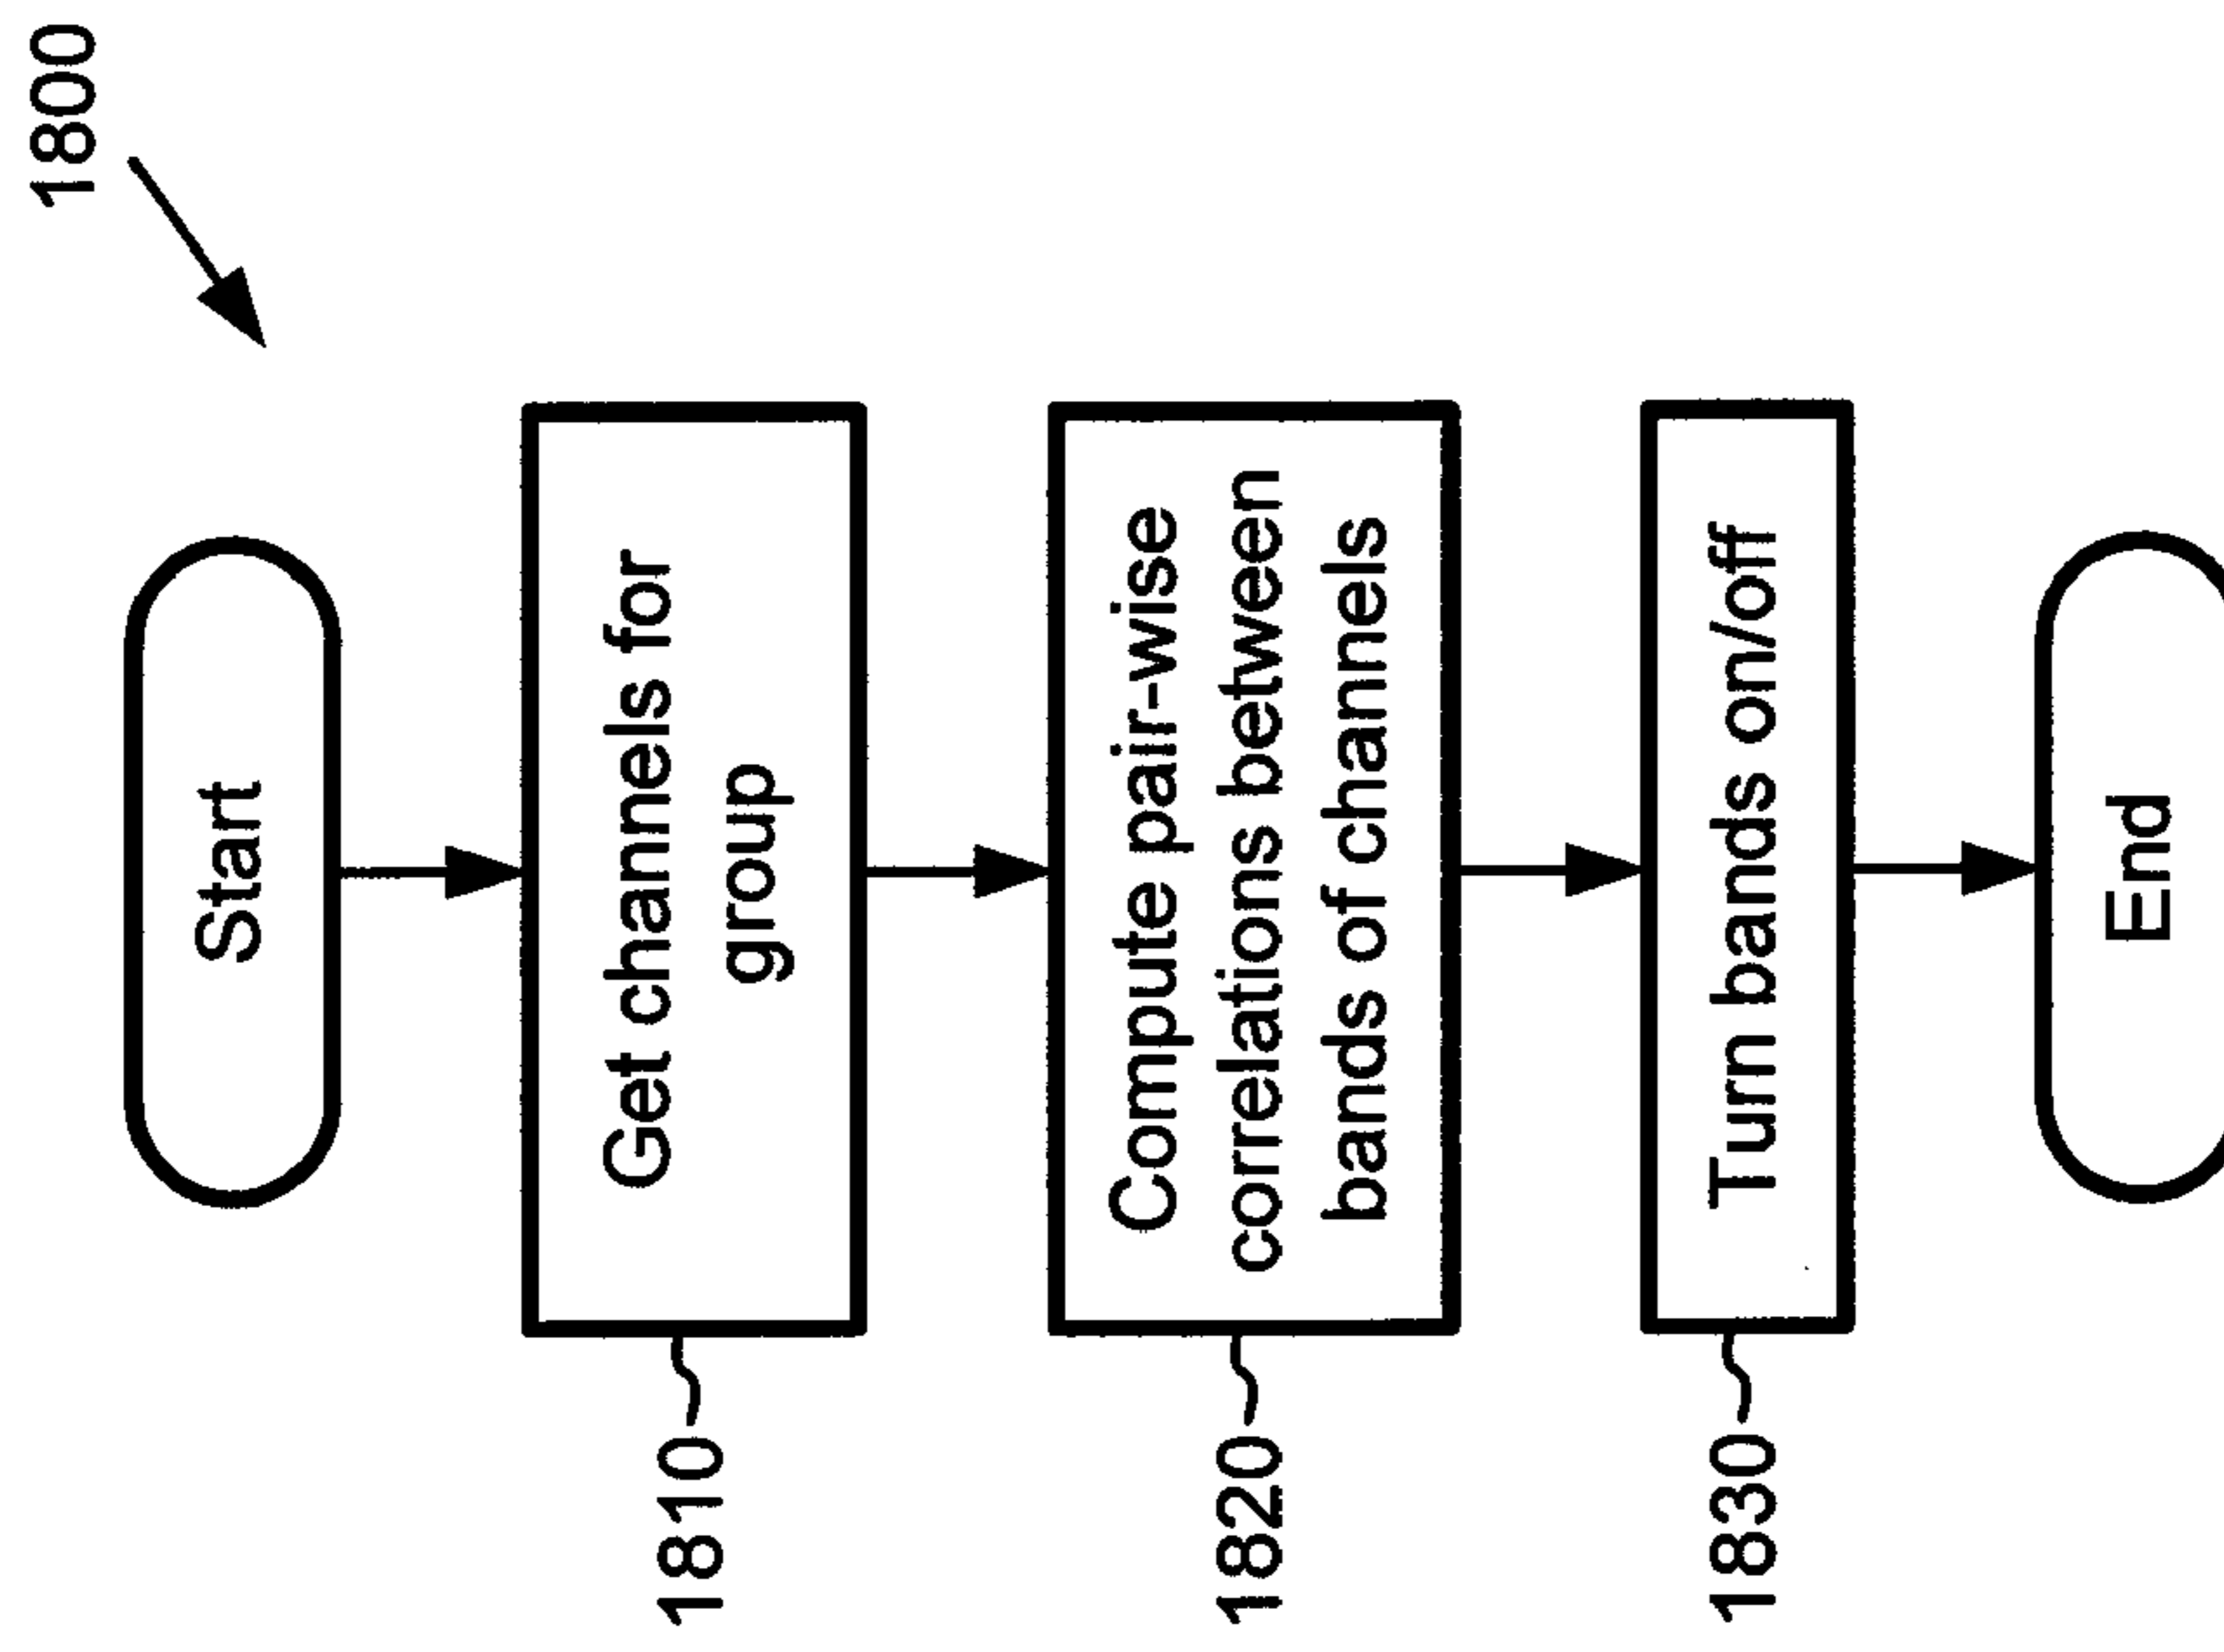 1800
Start
1810
Get channels for
group
1820
Compute pair-wise
correlations between
bands of channels
1830
Turn bands on/off
End